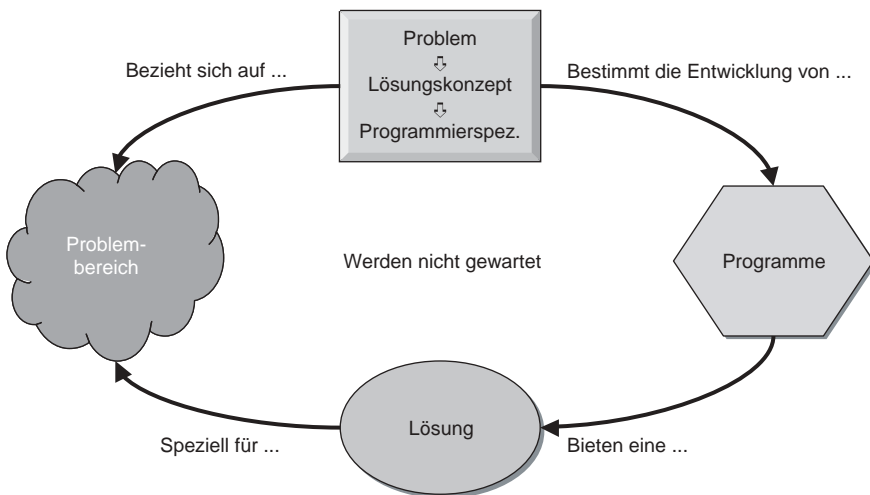 Problem
Bezieht sich auf ...
Bestimmt die Entwicklung von ...
Lösungskonzept
Programmierspez.
Problem-
bereich
Werden nicht gewartet
Programme
Lösung
Speziell für ...
Bieten eine ...